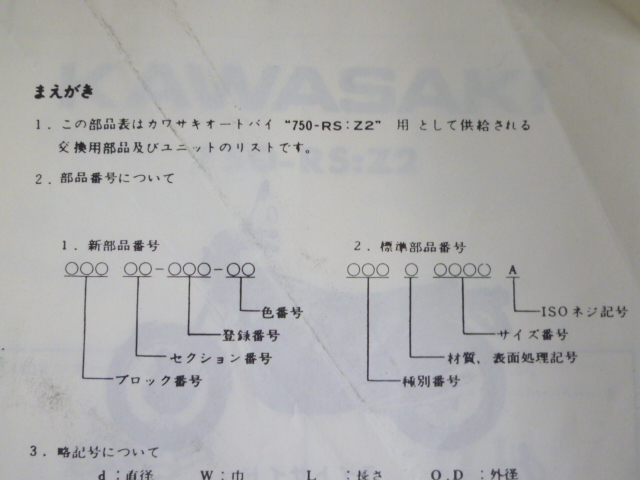 まえがき
1．この部品表はカワサキオートバイ“750-RS:Z2” 用 として供給される
交換用部品及びユニットのリストです。
2．部品番号について
1．新部品番号
2．標準部品番号
○○○ ○○-○○○-○○
○○○ ○ ○○○○ A
色番号
ISOネジ記号
登録番号
サイズ番号
セクション番号
材質、表面処理記号
ブロック番号
種別番号
3．略記号について
d：直径 W：巾 L：長さ O.D：外径
KAWASAKI
750-RS:Z2